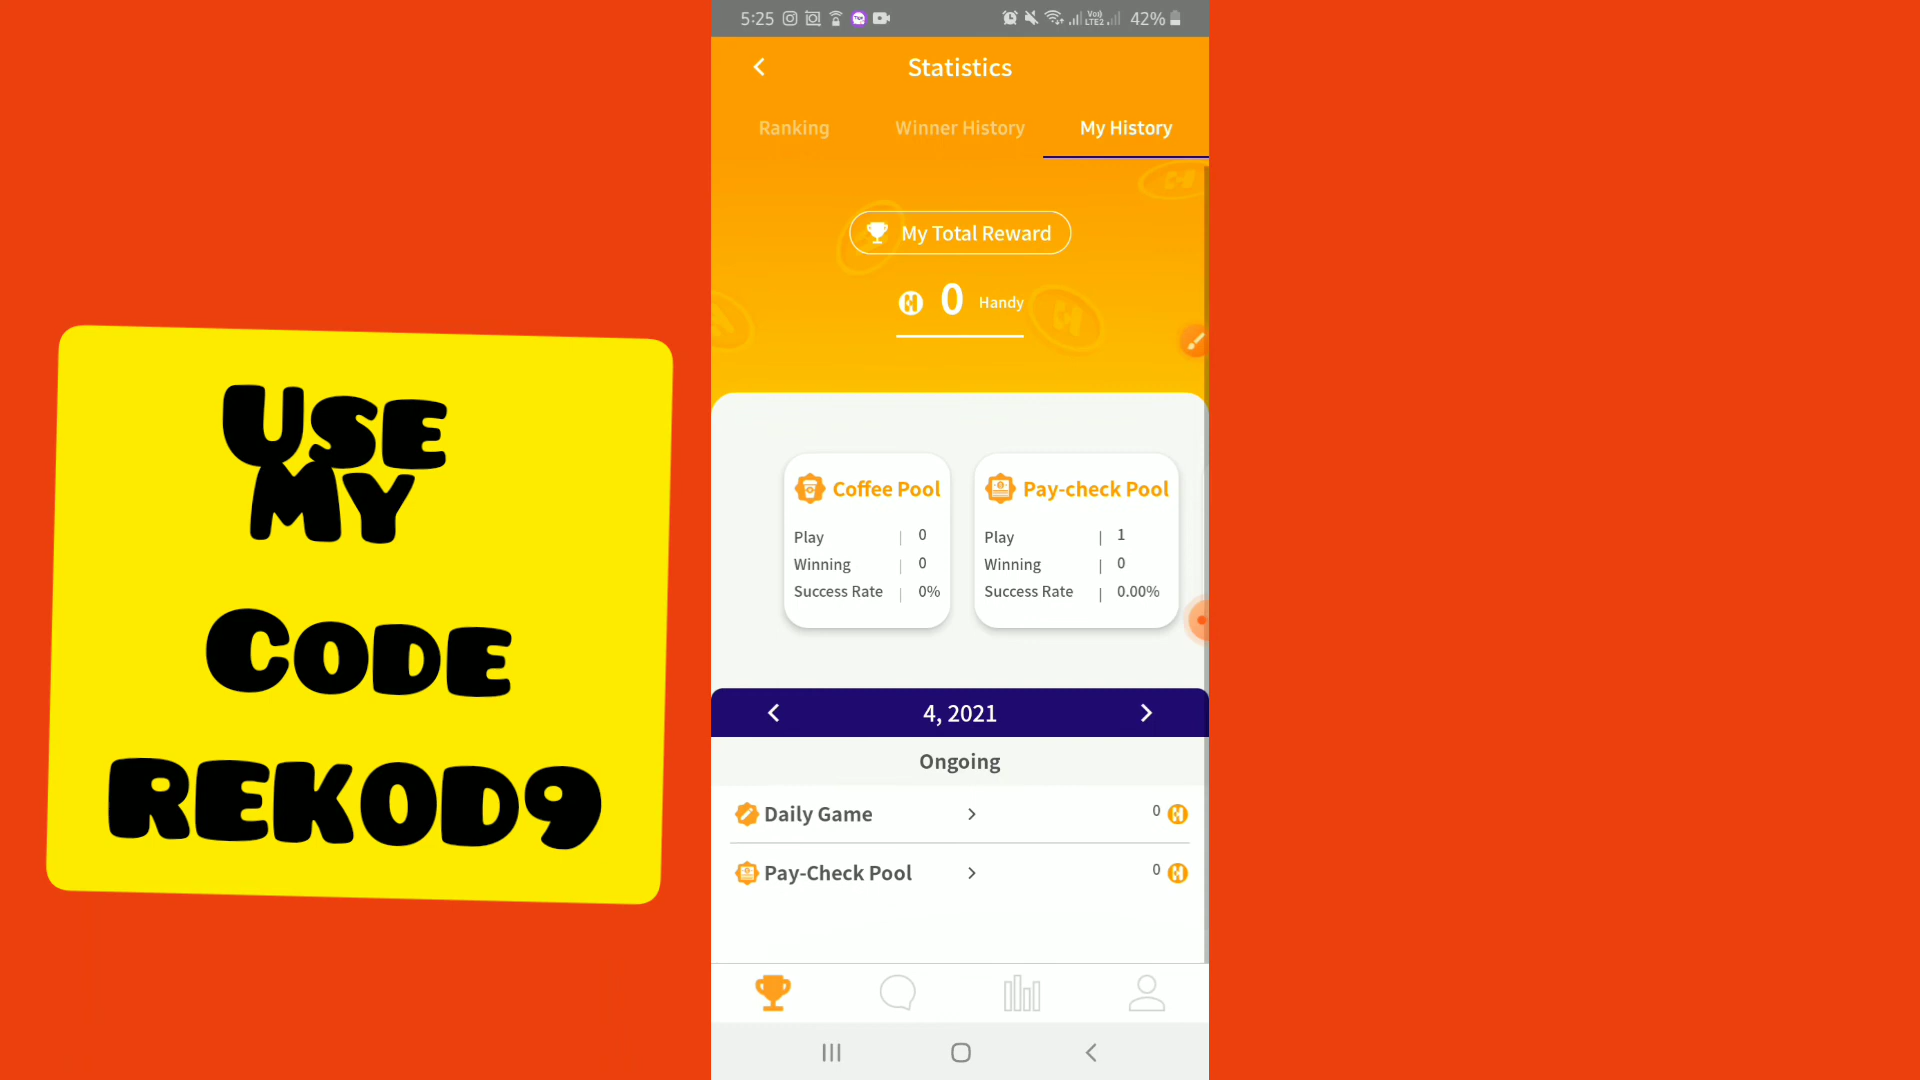 USE
MY
CODE
REKOD9
5:25
Vo))
LTE2
42%
Statistics
Ranking
Winner History
My History
My Total Reward
0 Handy
Coffee Pool
Play | 0
Winning | 0
Success Rate | 0%
Pay-check Pool
Play | 1
Winning | 0
Success Rate | 0.00%
4, 2021
Ongoing
Daily Game > 0
Pay-Check Pool > 0